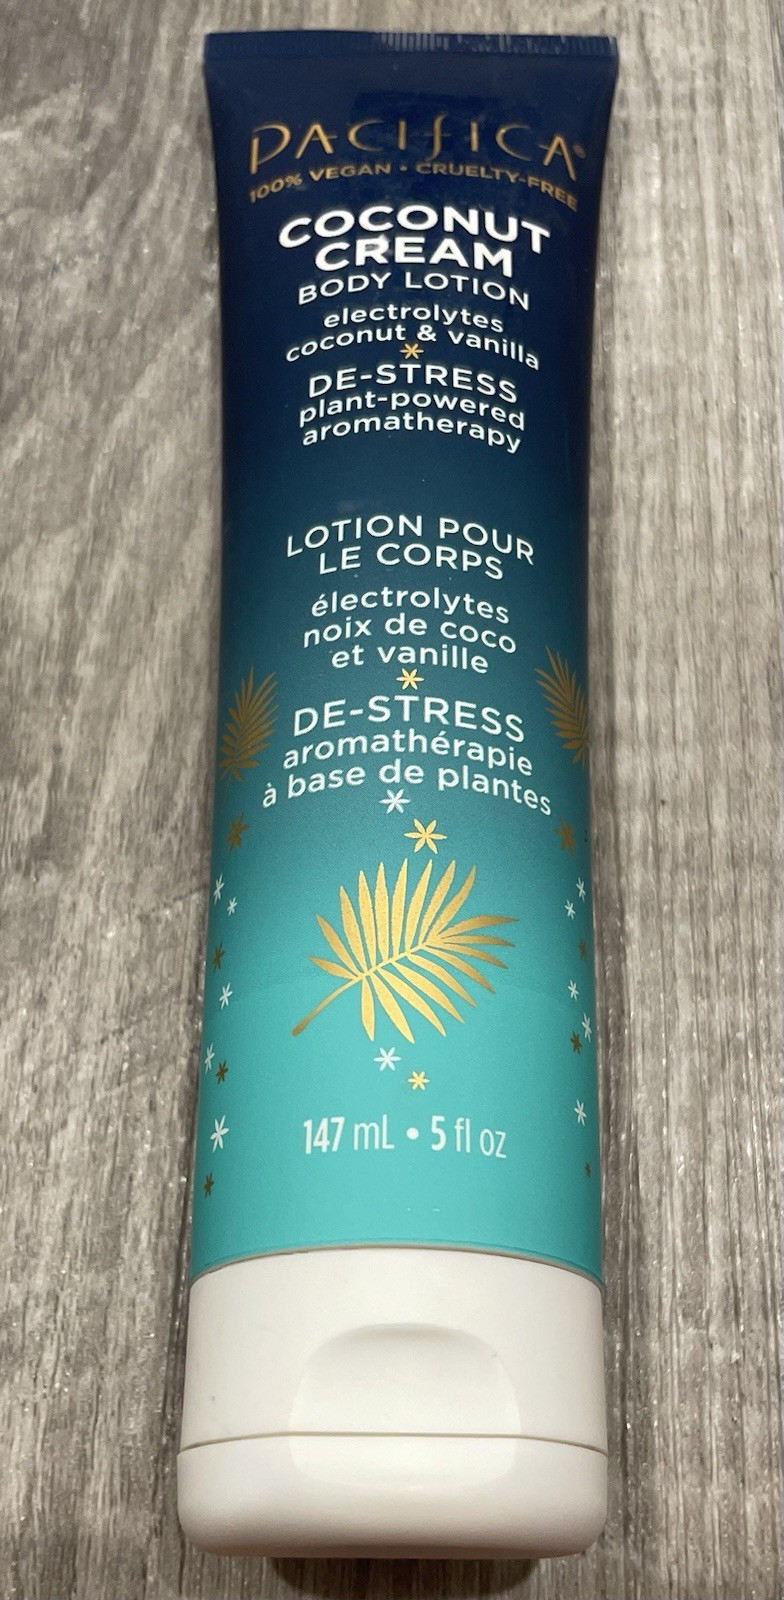 PACIFICA®
100% VEGAN • CRUELTY-FREE
COCONUT
CREAM
BODY LOTION
electrolytes
coconut & vanilla
DE-STRESS
plant-powered
aromatherapy
LOTION POUR
LE CORPS
électrolytes
noix de coco
et vanille
DE-STRESS
aromathérapie
à base de plantes
147 mL • 5 fl oz